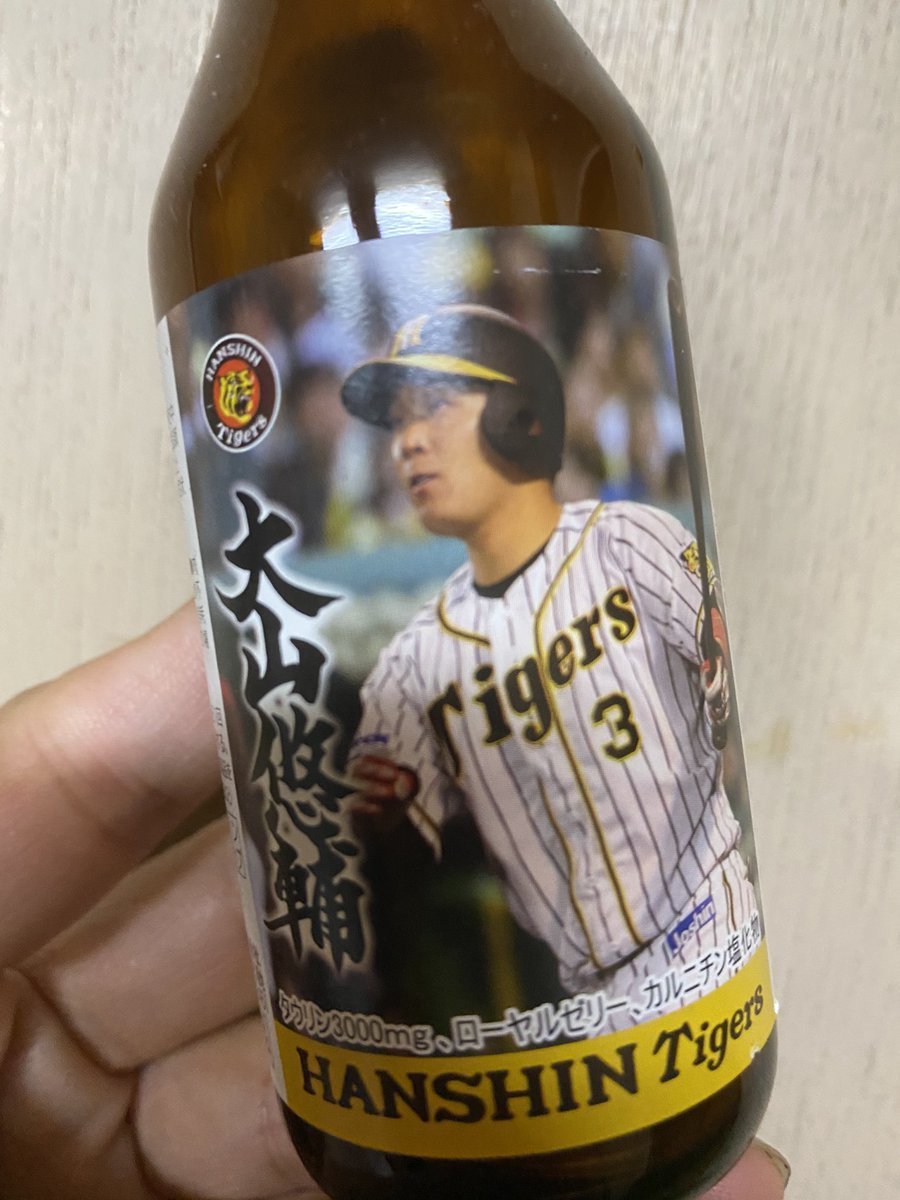 HANSHIN
Tigers
大山悠輔
Tigers
3
Joshin
タウリン3000mg、ローヤルゼリー、カルニチン塩化物
HANSHIN Tigers